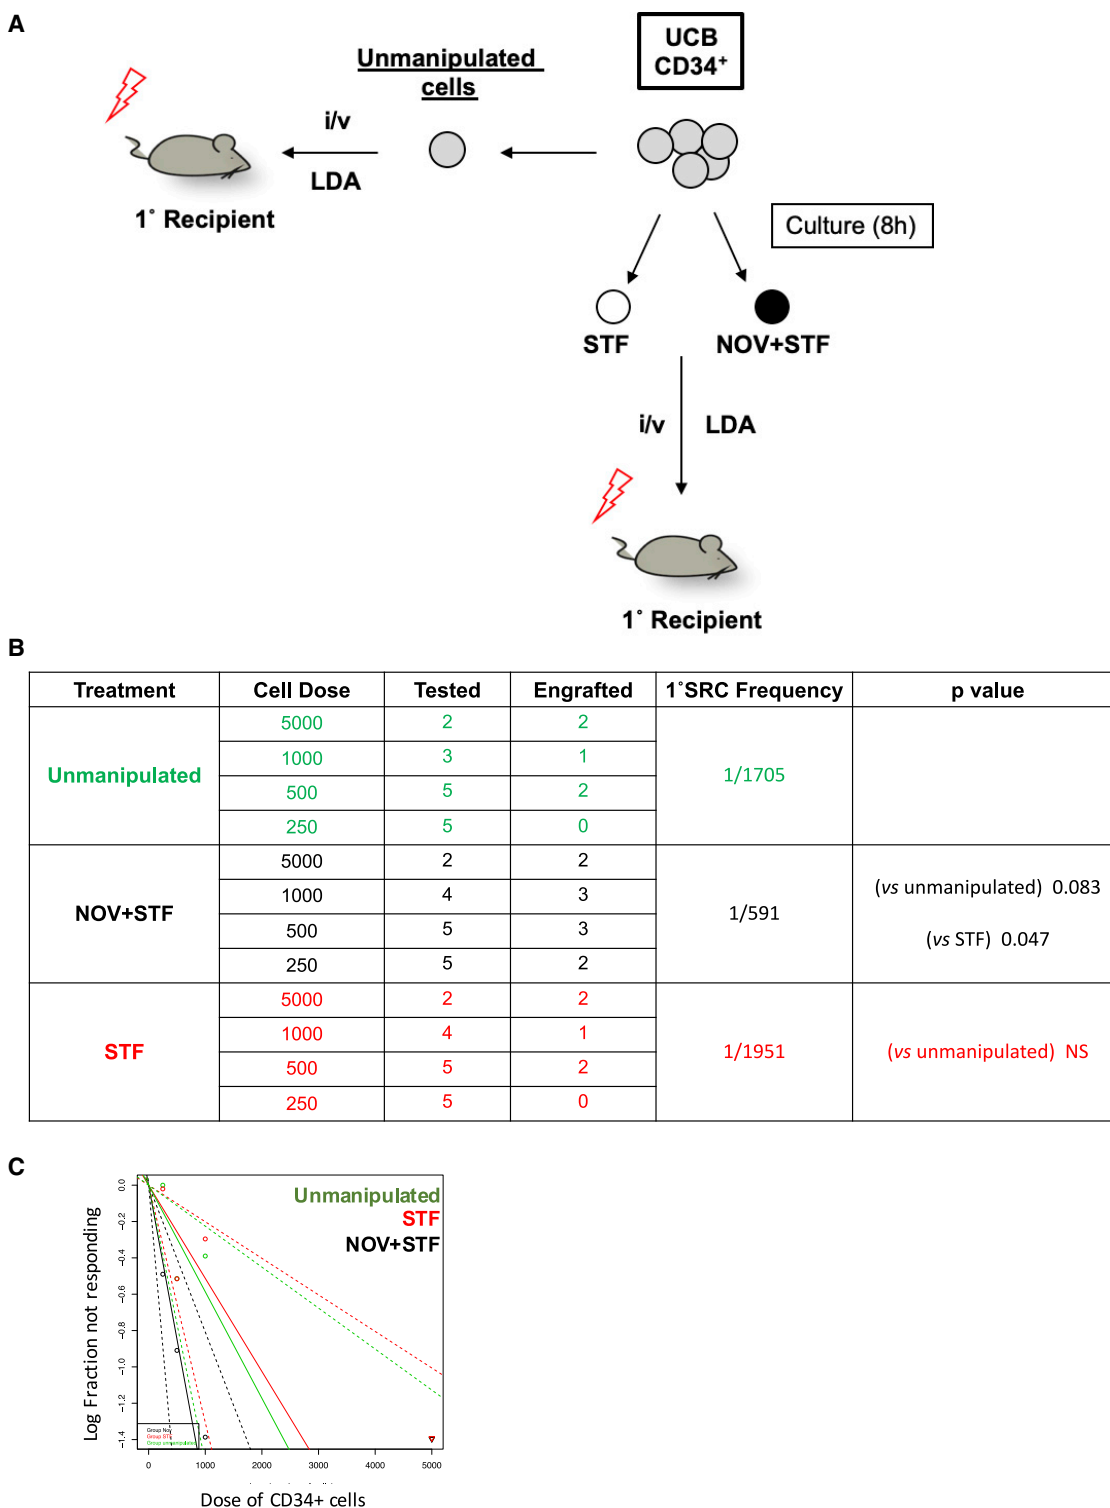 A
UCB
CD34+
Unmanipulated
cells
i/v
LDA
1˚ Recipient
Culture (8h)
STF
NOV+STF
i/v
LDA
1˚ Recipient
B
Treatment Cell Dose Tested Engrafted 1˚SRC Frequency p value
Unmanipulated 1/1705
5000 2 2
1000 3 1
500 5 2
250 5 0
NOV+STF 1/591
5000 2 2
1000 4 3
500 5 3
250 5 2
(vs unmanipulated) 0.083
(vs STF) 0.047
STF 1/1951 (vs unmanipulated) NS
5000 2 2
1000 4 1
500 5 2
250 5 0
C
Unmanipulated
STF
NOV+STF
Log Fraction not responding
0.0
−0.2
−0.4
−0.6
−0.8
−1.0
−1.2
−1.4
Group Nov
Group STF
Group unmanipulated
0 1000 2000 3000 4000 5000
Dose of CD34+ cells